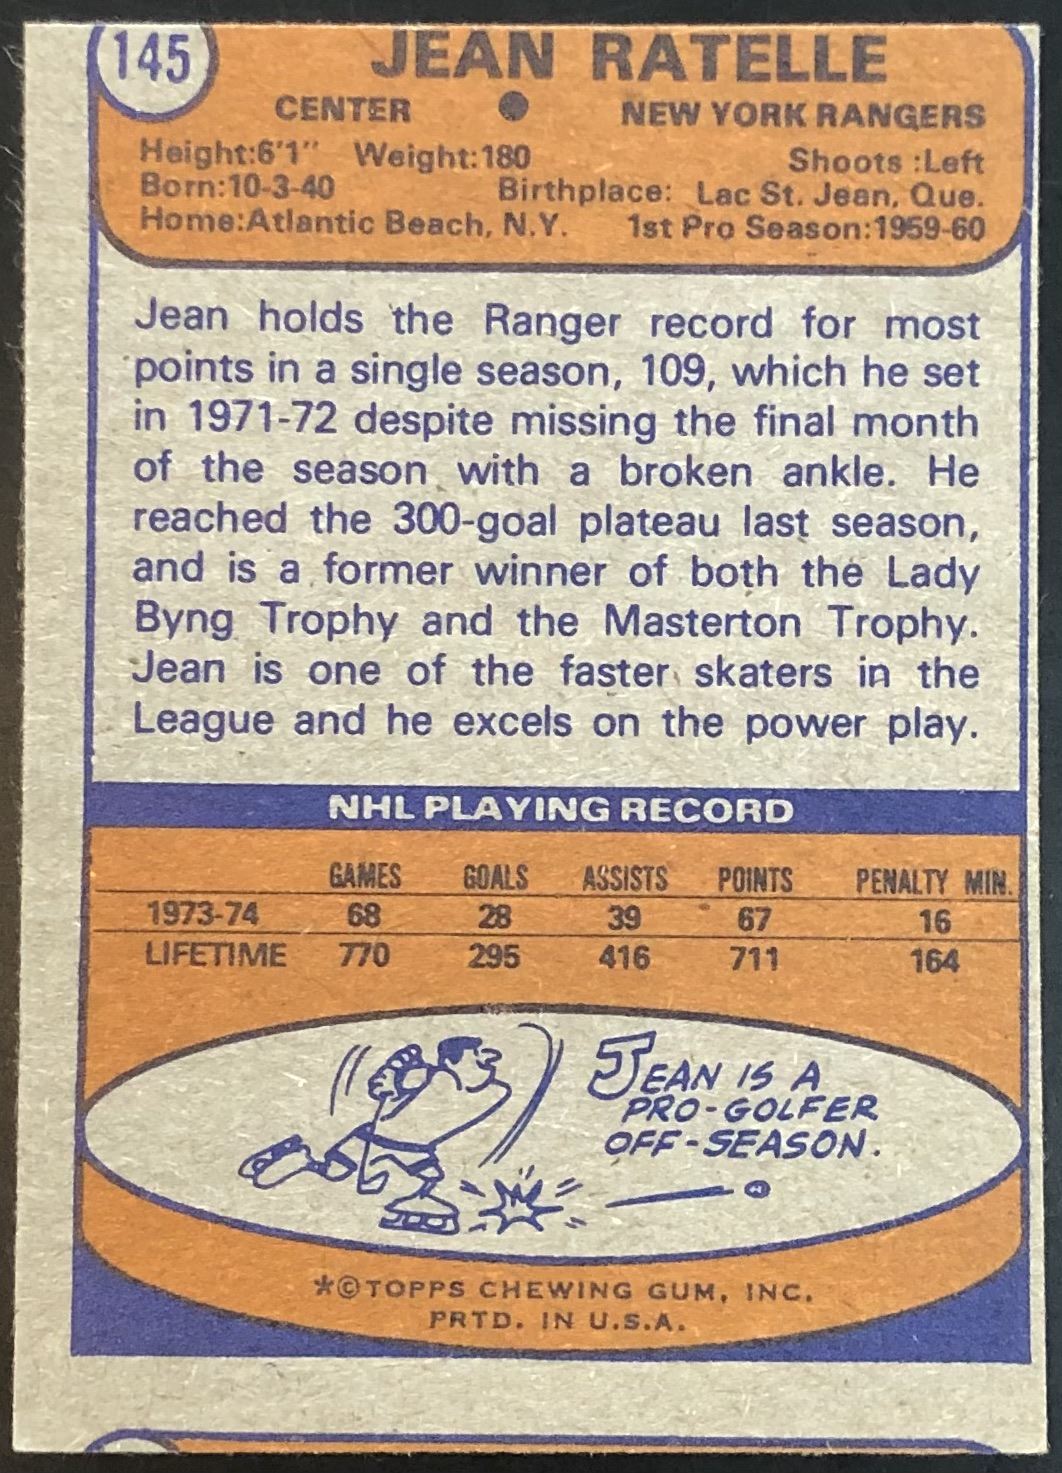 145
JEAN RATELLE
CENTER ● NEW YORK RANGERS
Height:6'1" Weight:180 Shoots :Left
Born:10-3-40 Birthplace: Lac St. Jean, Que.
Home:Atlantic Beach, N.Y. 1st Pro Season:1959-60
Jean holds the Ranger record for most
points in a single season, 109, which he set
in 1971-72 despite missing the final month
of the season with a broken ankle. He
reached the 300-goal plateau last season,
and is a former winner of both the Lady
Byng Trophy and the Masterton Trophy.
Jean is one of the faster skaters in the
League and he excels on the power play.
NHL PLAYING RECORD
GAMES GOALS ASSISTS POINTS PENALTY MIN.
1973-74 68 28 39 67 16
LIFETIME 770 295 416 711 164
JEAN IS A
PRO-GOLFER
OFF-SEASON.
*©TOPPS CHEWING GUM, INC.
PRTD. IN U.S.A.